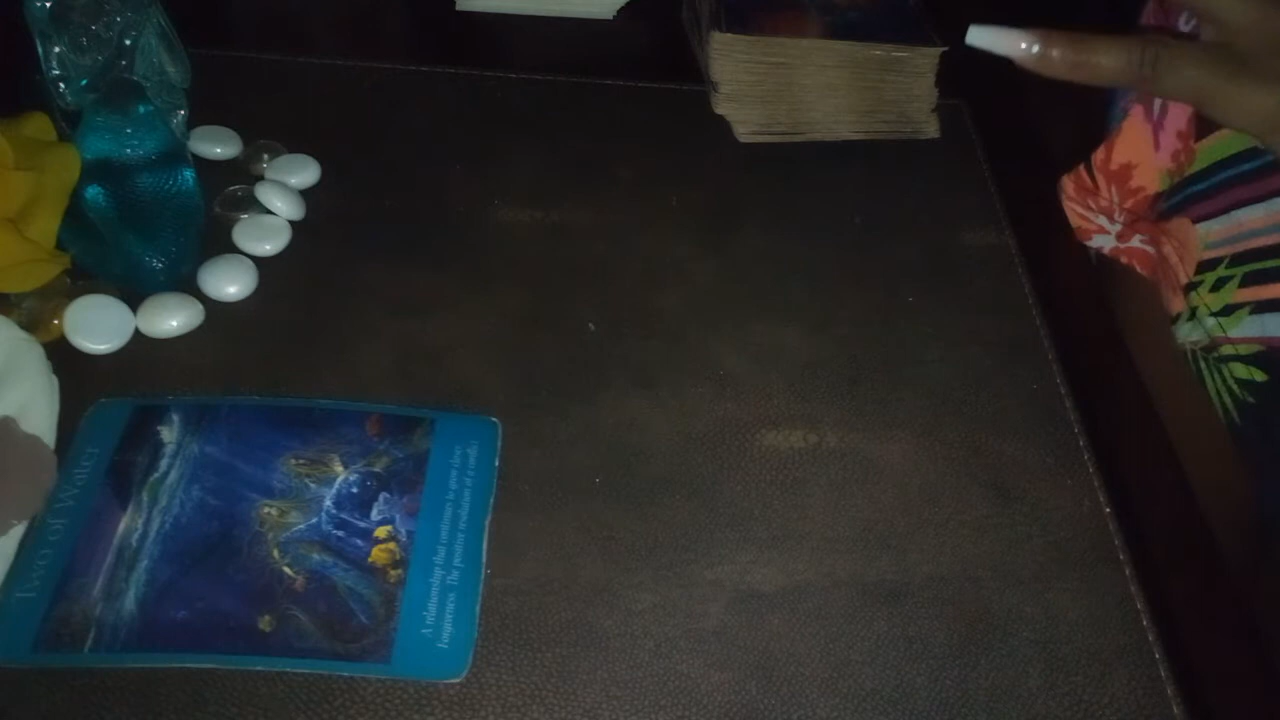 Two of Water
A relationship that continues to grow closer.
Forgiveness. The positive resolution of a conflict.